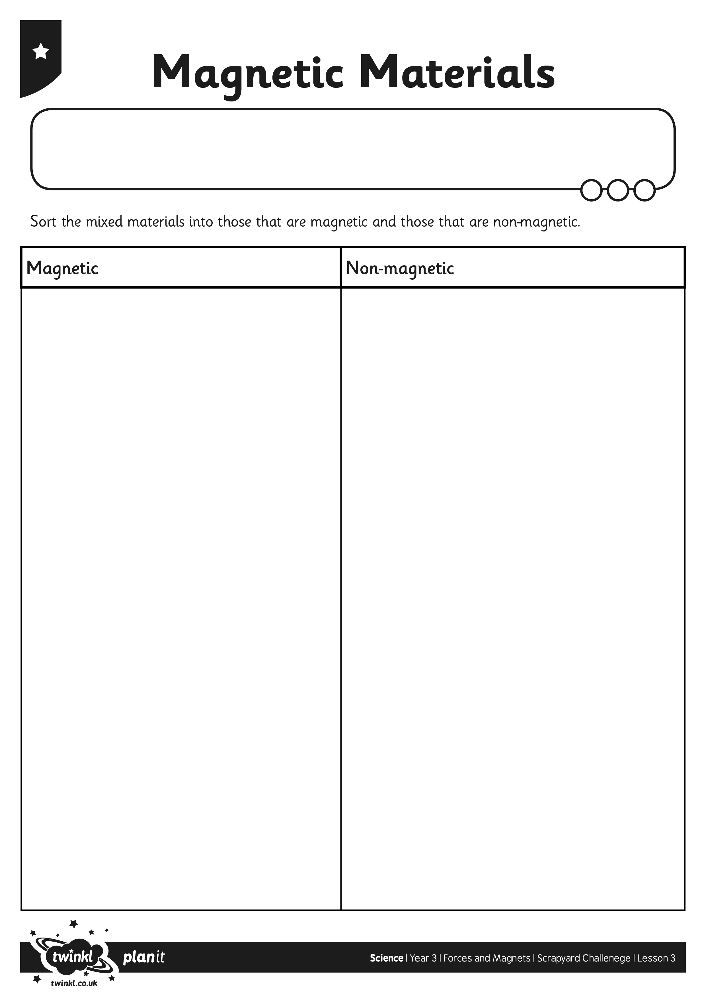 Magnetic Materials
Sort the mixed materials into those that are magnetic and those that are non-magnetic.
Magnetic
Non-magnetic
twinkl
planit
Science | Year 3 | Forces and Magnets | Scrapyard Challenege | Lesson 3
twinkl.co.uk